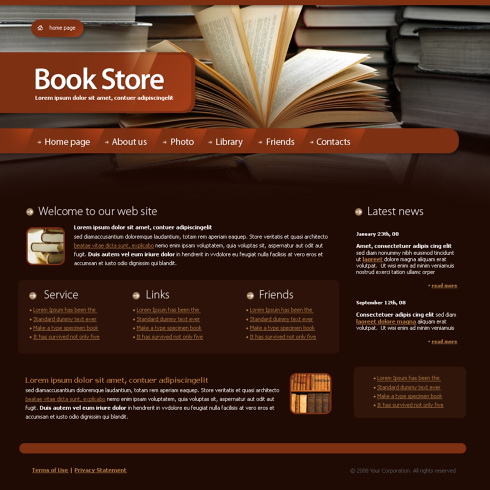 home page
Book Store
Lorem ipsum dolor sit amet, contuer adipiscingelit
Home page
About us
Photo
Library
Friends
Contacts
Welcome to our web site
Lorem ipsum dolor sit amet, contuer adipiscingelit
sed diamossumsum doloremque laudantium, totam rem aperiam eaque. Store veritatis et quasi architecto
beatae vitae dicta sunt, explicabo nemo enim ipsam voluptatem, quia voluptas sit, aspernatur aut odit aut
fugit. Duis autem vel eum iriure dolor in hendrerit in vvdolore eu feugiat nulla facilisis at vero eros et
accumsan et iusto odio dignissim qui blandit.
Service
Lorem Ipsum has been the
Standard dummy text ever
Make a type specimen book
It has survived not only five
Links
Lorem Ipsum has been the
Standard dummy text ever
Make a type specimen book
It has survived not only five
Friends
Lorem Ipsum has been the
Standard dummy text ever
Make a type specimen book
It has survived not only five
Lorem ipsum dolor sit amet, contuer adipiscingelit
sed diamossumsum doloremque laudantium, totam rem aperiam eaque. Store veritatis et quasi architecto
beatae vitae dicta sunt, explicabo nemo enim ipsam voluptatem, quia voluptas sit, aspernatur aut odit aut
fugit. Duis autem vel eum iriure dolor in hendrerit in vvdolore eu feugiat nulla facilisis at vero eros et
accumsan et iusto odio dignissim qui blandit.
Latest news
January 23th, 08
Amet, consectetuer adipis cing elit
sed diam nonummy nibh euismod tincidunt
ut laoreet dolore magna aliquam erat
volutpat. Ut wisi enim ad minim veniamus
nostrud exerci tation ullamc orper
read more
September 12th, 08
Consectetuer adipis cing elit sed diam
laoreet dolore magna aliquam erat
volutpat. Ut wisi enim ad minim veniamus
read more
Lorem Ipsum has been the
Standard dummy text ever
Make a type specimen book
It has survived not only five
Terms of Use | Privacy Statement
© 2008 Your Corporation. All rights reserved